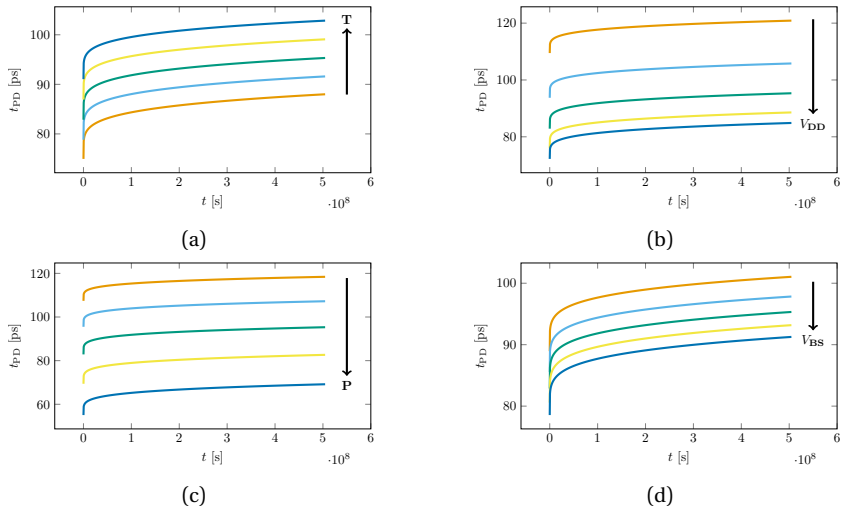 100
90
80
t_PD [ps]
T
0 1 2 3 4 5 6
t [s]
·10^8
(a)
120
100
80
t_PD [ps]
V_DD
0 1 2 3 4 5 6
t [s]
·10^8
(b)
120
100
80
60
t_PD [ps]
P
0 1 2 3 4 5 6
t [s]
·10^8
(c)
100
90
80
t_PD [ps]
V_BS
0 1 2 3 4 5 6
t [s]
·10^8
(d)